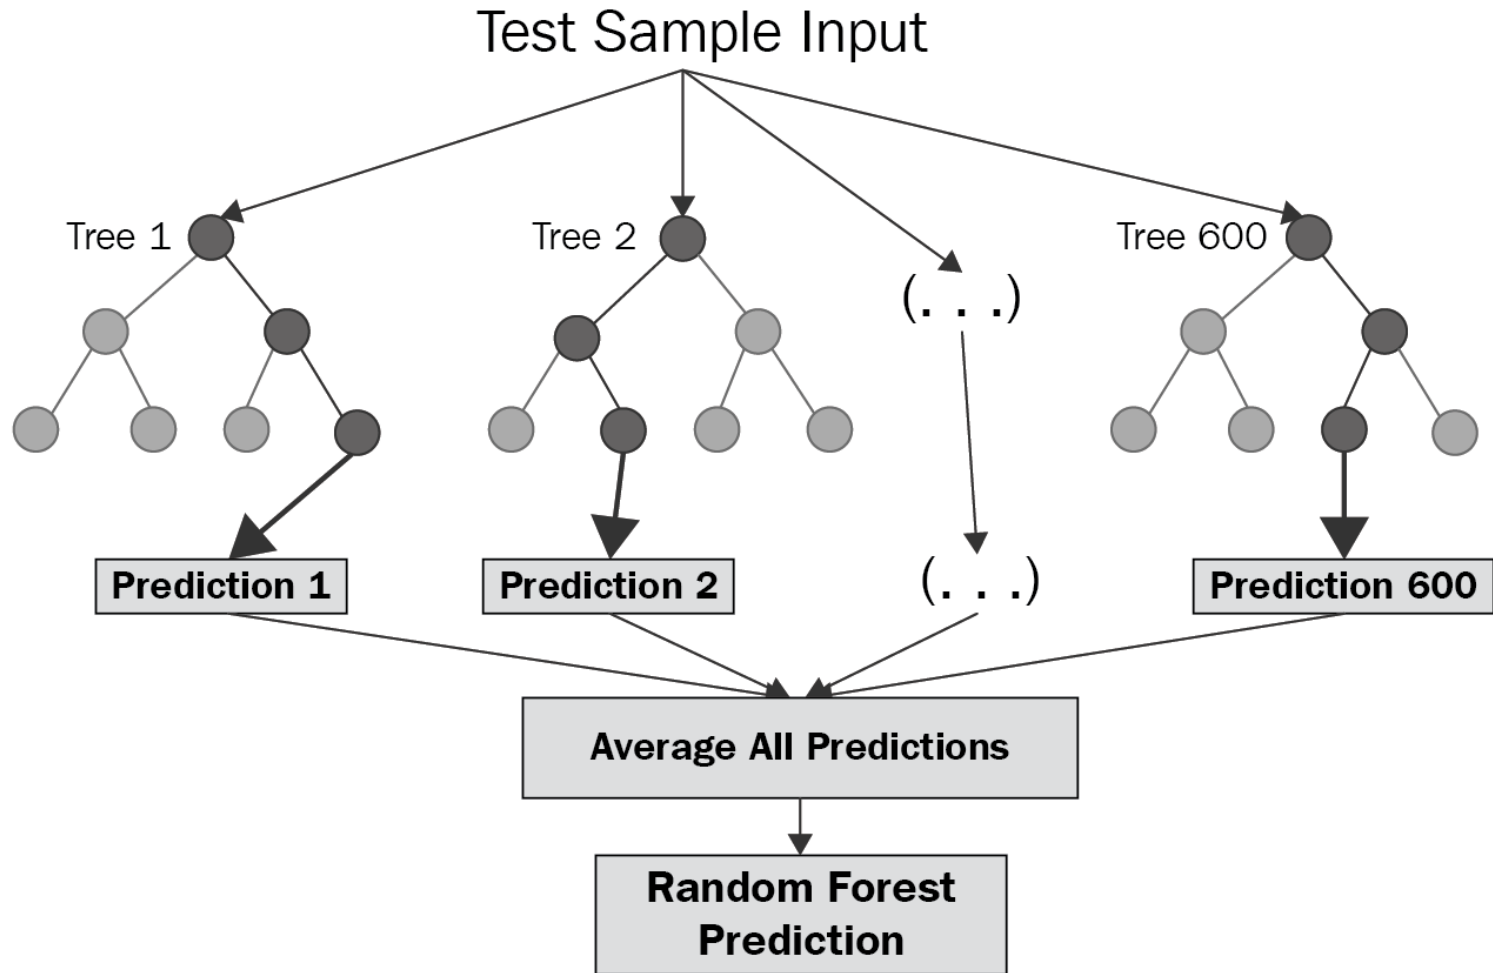 Test Sample Input
Tree 1
Tree 2
Tree 600
(. . .)
Prediction 1
Prediction 2
(. . .)
Prediction 600
Average All Predictions
Random Forest
Prediction